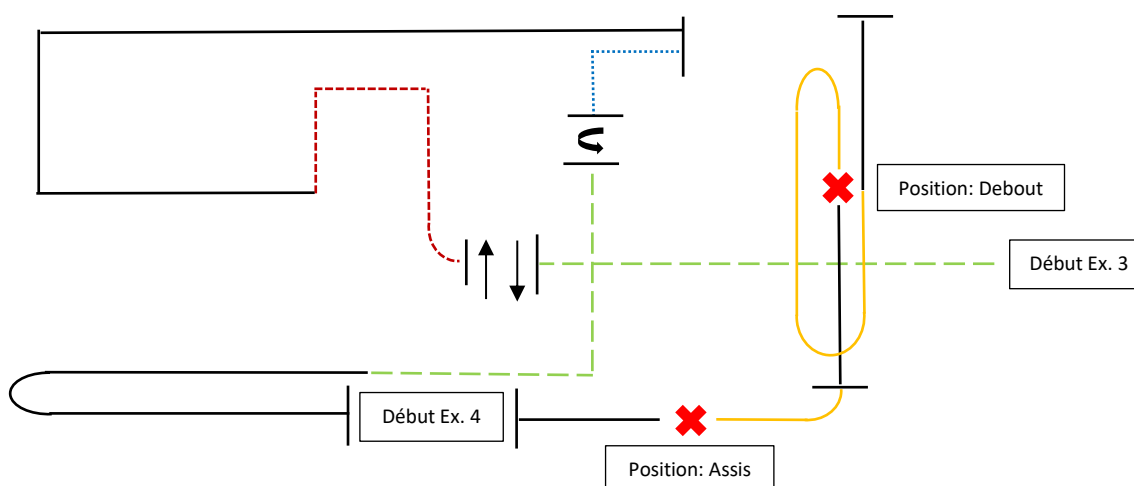 Position: Debout
Début Ex. 3
Début Ex. 4
Position: Assis